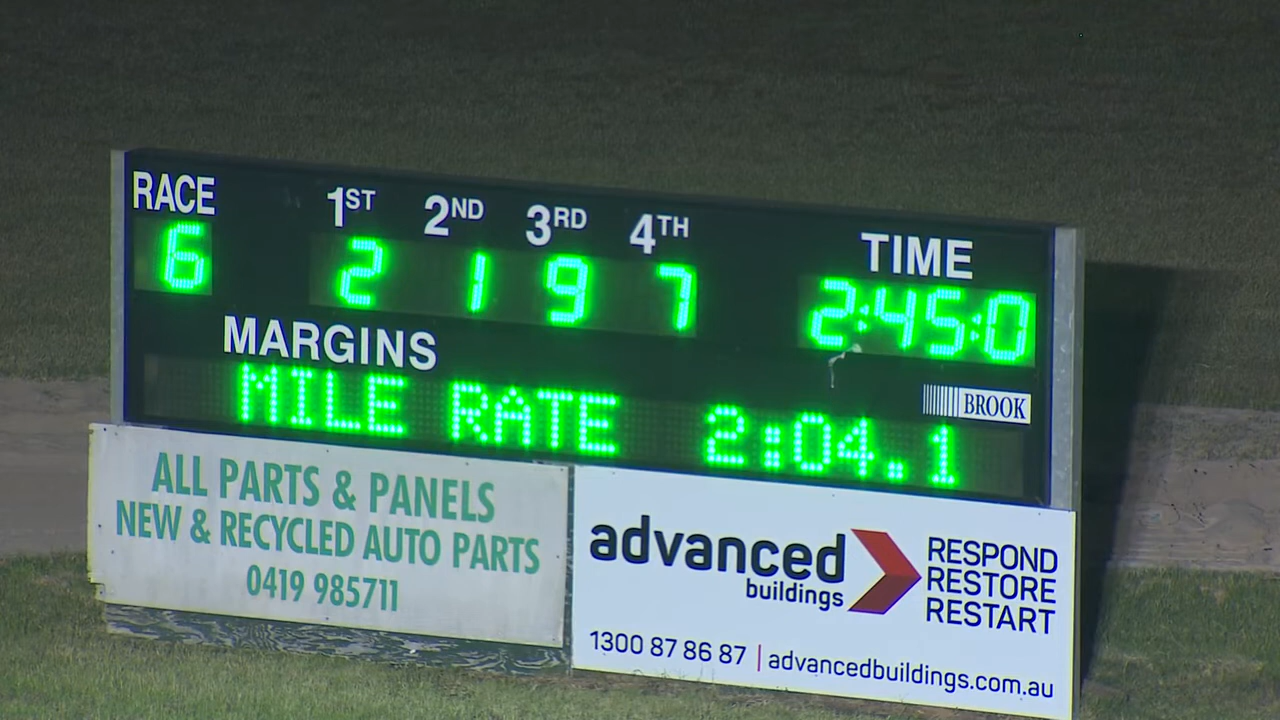 RACE 1ST 2ND 3RD 4TH TIME
6 2 1 9 7 2:45:0
MARGINS
BROOK
MILE RATE 2:04.1
ALL PARTS & PANELS
NEW & RECYCLED AUTO PARTS
0419 985711
advanced
buildings
RESPOND
RESTORE
RESTART
1300 87 86 87 | advancedbuildings.com.au